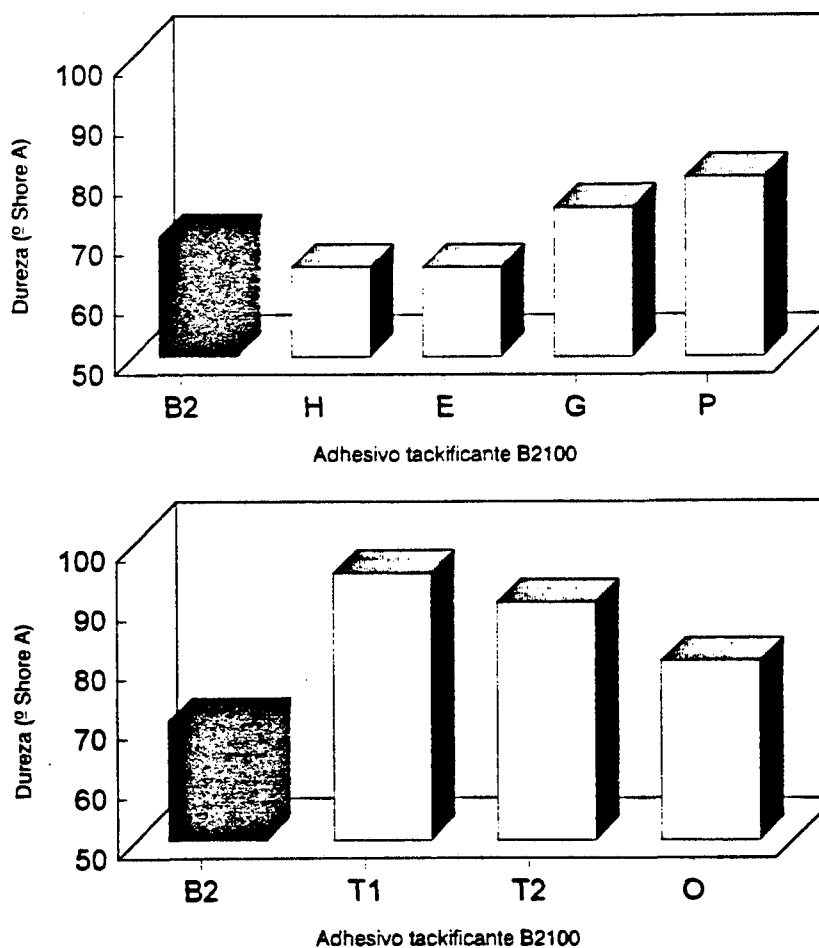 Dureza (º Shore A)
100
90
80
70
60
50
B2 H E G P
Adhesivo tackificante B2100
Dureza (º Shore A)
100
90
80
70
60
50
B2 T1 T2 O
Adhesivo tackificante B2100